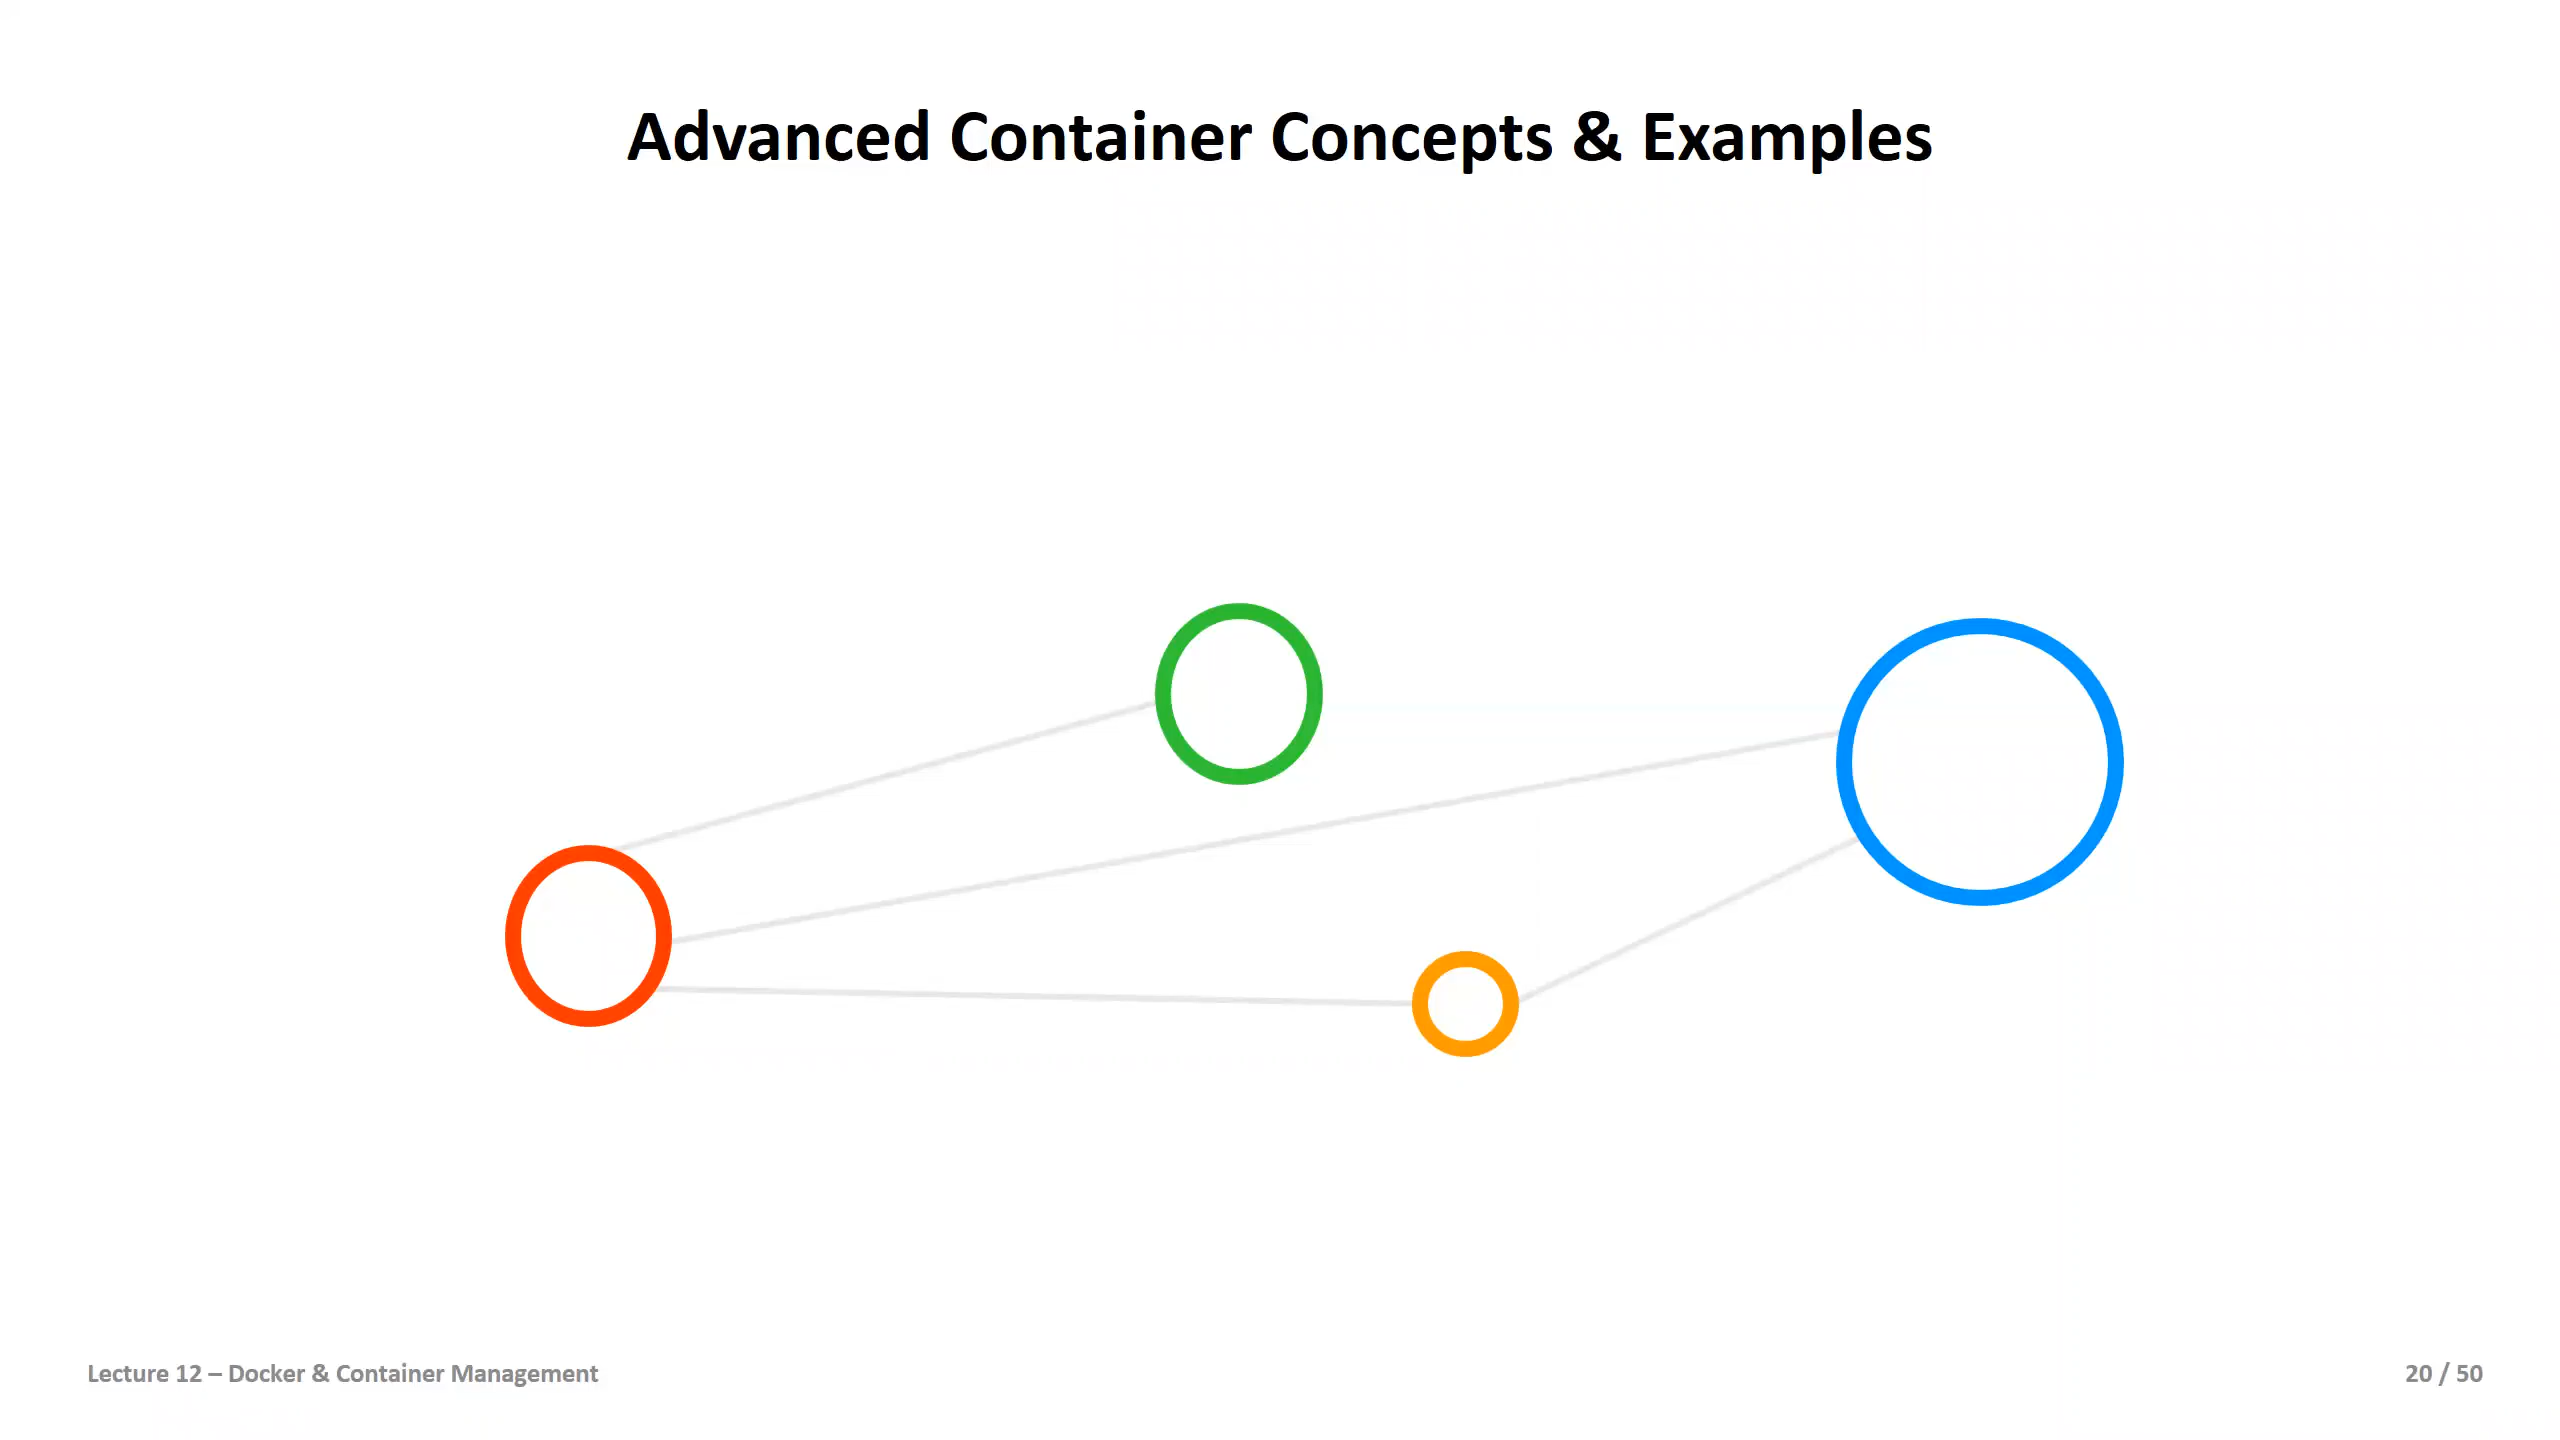 Advanced Container Concepts & Examples
Lecture 12 – Docker & Container Management
20 / 50